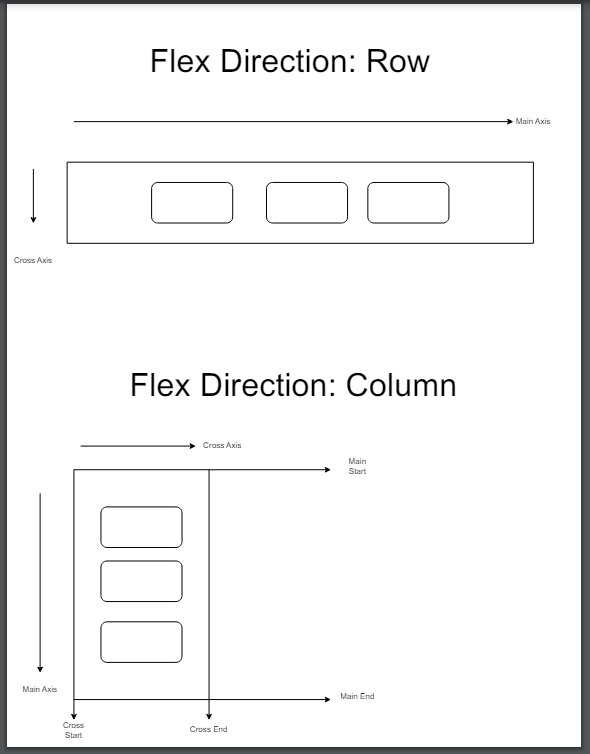 Flex Direction: Row
Main Axis
Cross Axis
Flex Direction: Column
Cross Axis
Main
Start
Main Axis
Main End
Cross
Start
Cross End